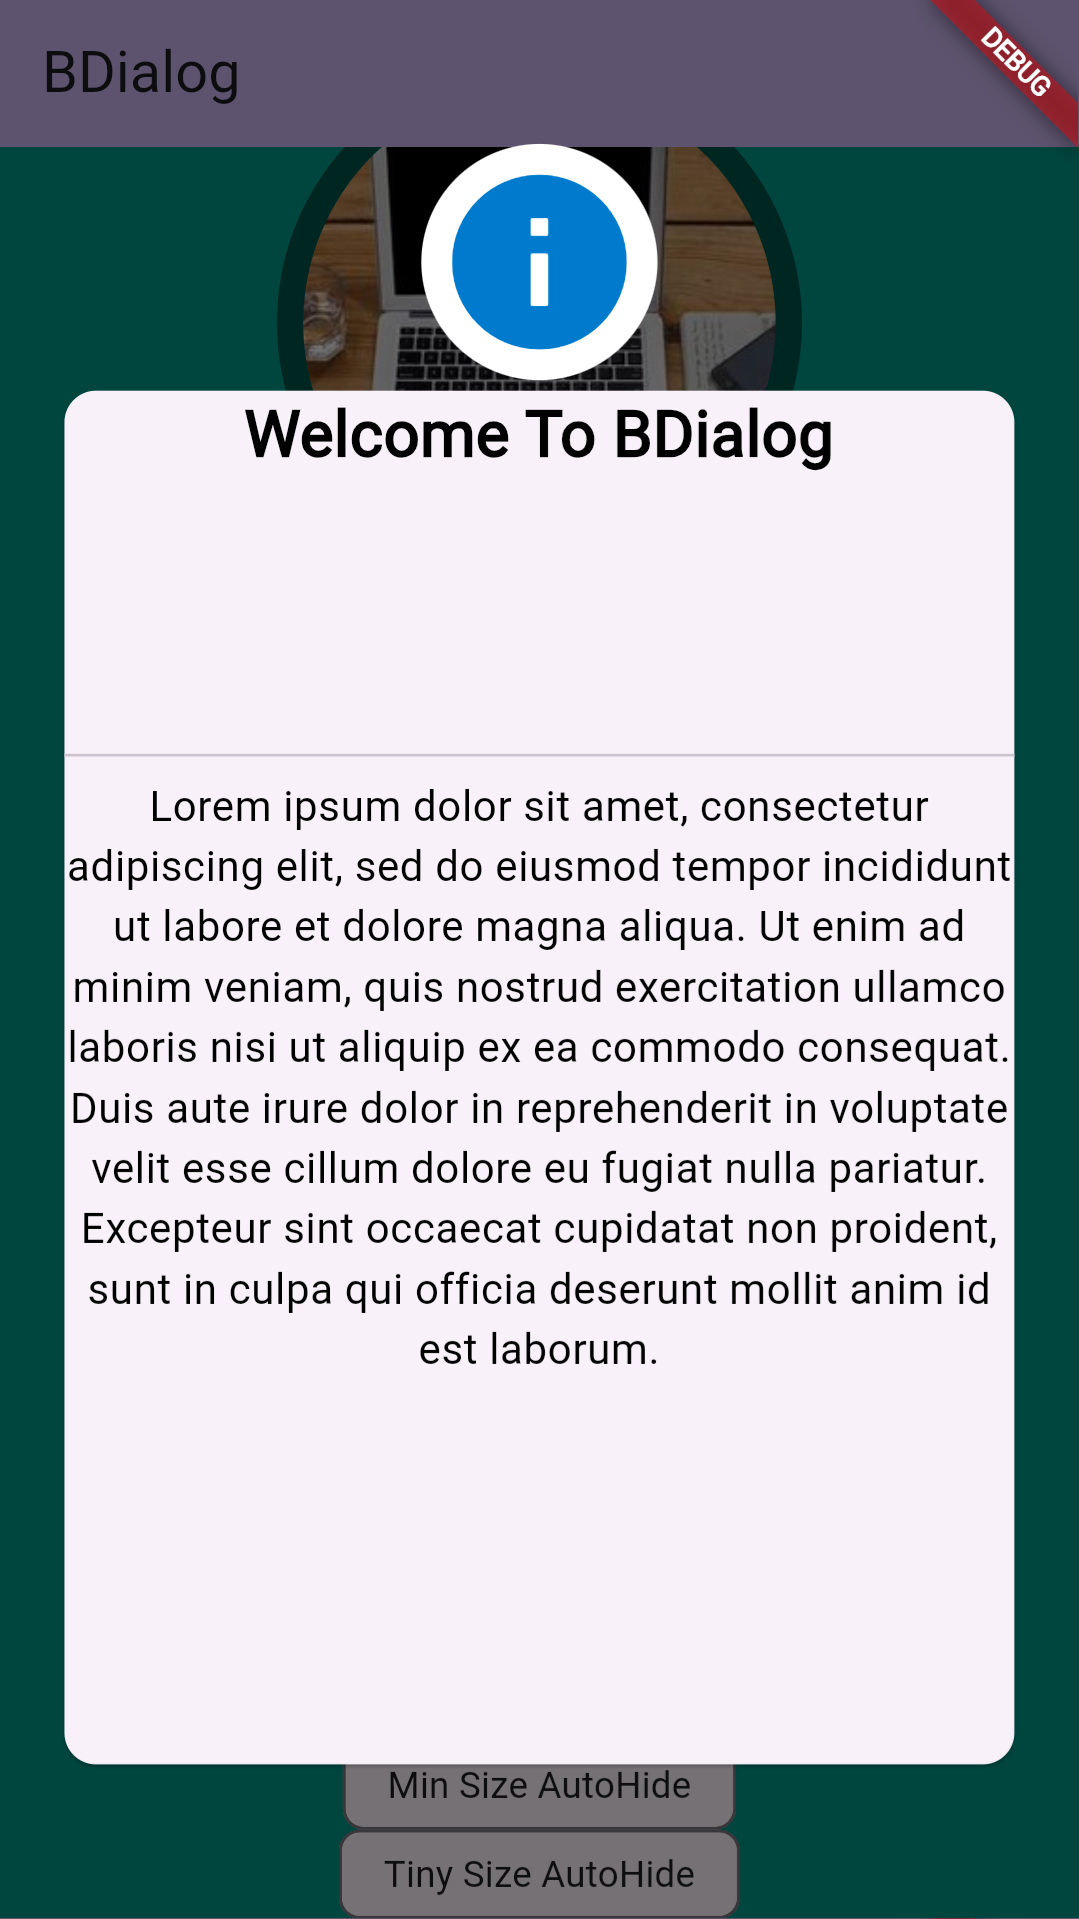 BDialog
DEBUG
Welcome To BDialog
Lorem ipsum dolor sit amet, consectetur
adipiscing elit, sed do eiusmod tempor incididunt
ut labore et dolore magna aliqua. Ut enim ad
minim veniam, quis nostrud exercitation ullamco
laboris nisi ut aliquip ex ea commodo consequat.
Duis aute irure dolor in reprehenderit in voluptate
velit esse cillum dolore eu fugiat nulla pariatur.
Excepteur sint occaecat cupidatat non proident,
sunt in culpa qui officia deserunt mollit anim id
est laborum.
Min Size AutoHide
Tiny Size AutoHide